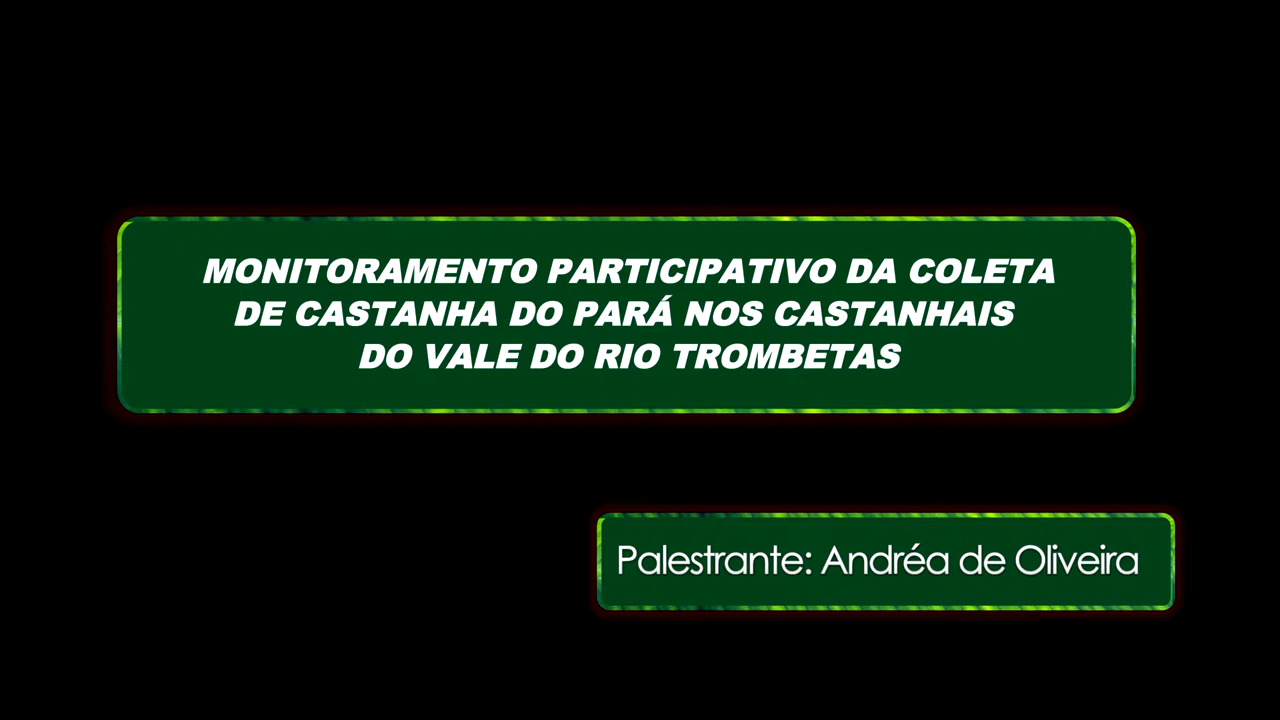 MONITORAMENTO PARTICIPATIVO DA COLETA
DE CASTANHA DO PARÁ NOS CASTANHAIS
DO VALE DO RIO TROMBETAS
Palestrante: Andréa de Oliveira